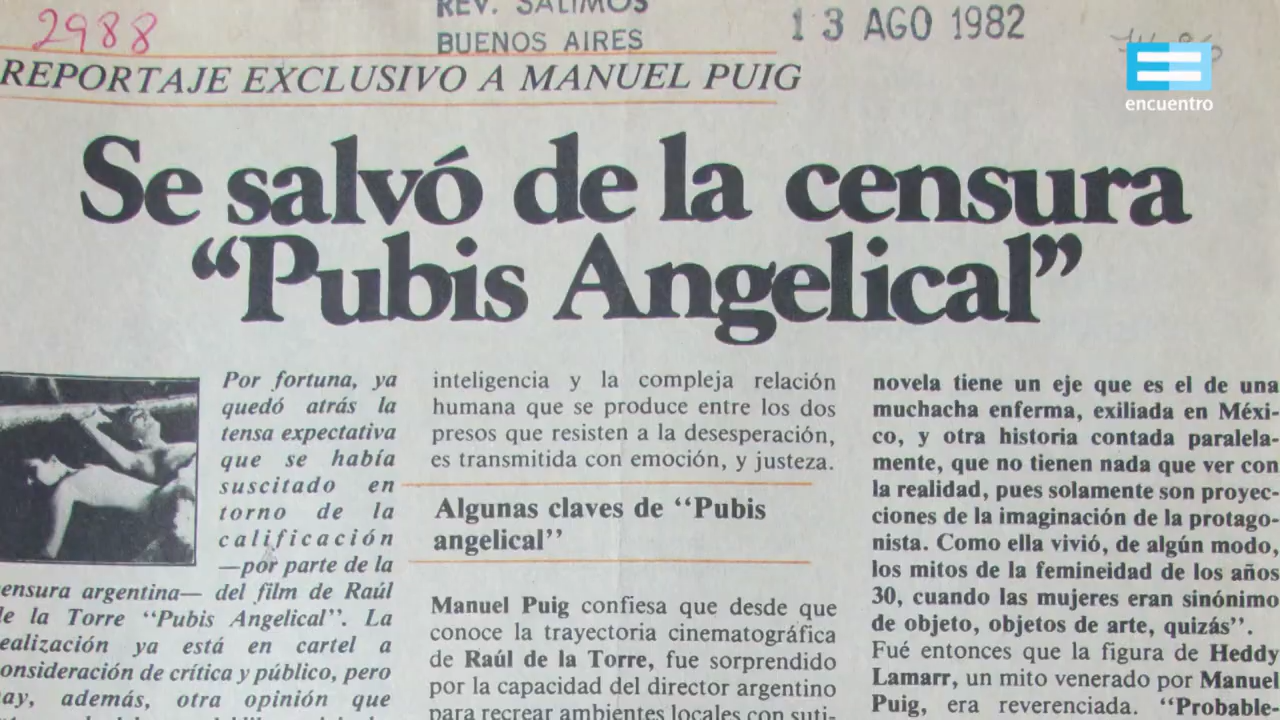 2988
REV. SALIMOS
BUENOS AIRES
13 AGO 1982
encuentro
REPORTAJE EXCLUSIVO A MANUEL PUIG
Se salvó de la censura
“Pubis Angelical”
Por fortuna, ya
quedó atrás la
tensa expectativa
que se había
suscitado en
torno de la
calificación
—por parte de la
ensura argentina— del film de Raúl
de la Torre “Pubis Angelical”. La
ealización ya está en cartel a
onsideración de crítica y público, pero
ay, además, otra opinión que
inteligencia y la compleja relación
humana que se produce entre los dos
presos que resisten a la desesperación,
es transmitida con emoción, y justeza.
Algunas claves de “Pubis
angelical”
Manuel Puig confiesa que desde que
conoce la trayectoria cinematográfica
de Raúl de la Torre, fue sorprendido
por la capacidad del director argentino
para recrear ambientes locales con suti-
novela tiene un eje que es el de una
muchacha enferma, exiliada en Méxi-
co, y otra historia contada paralela-
mente, que no tienen nada que ver con
la realidad, pues solamente son proyec-
ciones de la imaginación de la protago-
nista. Como ella vivió, de algún modo,
los mitos de la femineidad de los años
30, cuando las mujeres eran sinónimo
de objeto, objetos de arte, quizás”.
Fué entonces que la figura de Heddy
Lamarr, un mito venerado por Manuel
Puig, era reverenciada. “Probable-